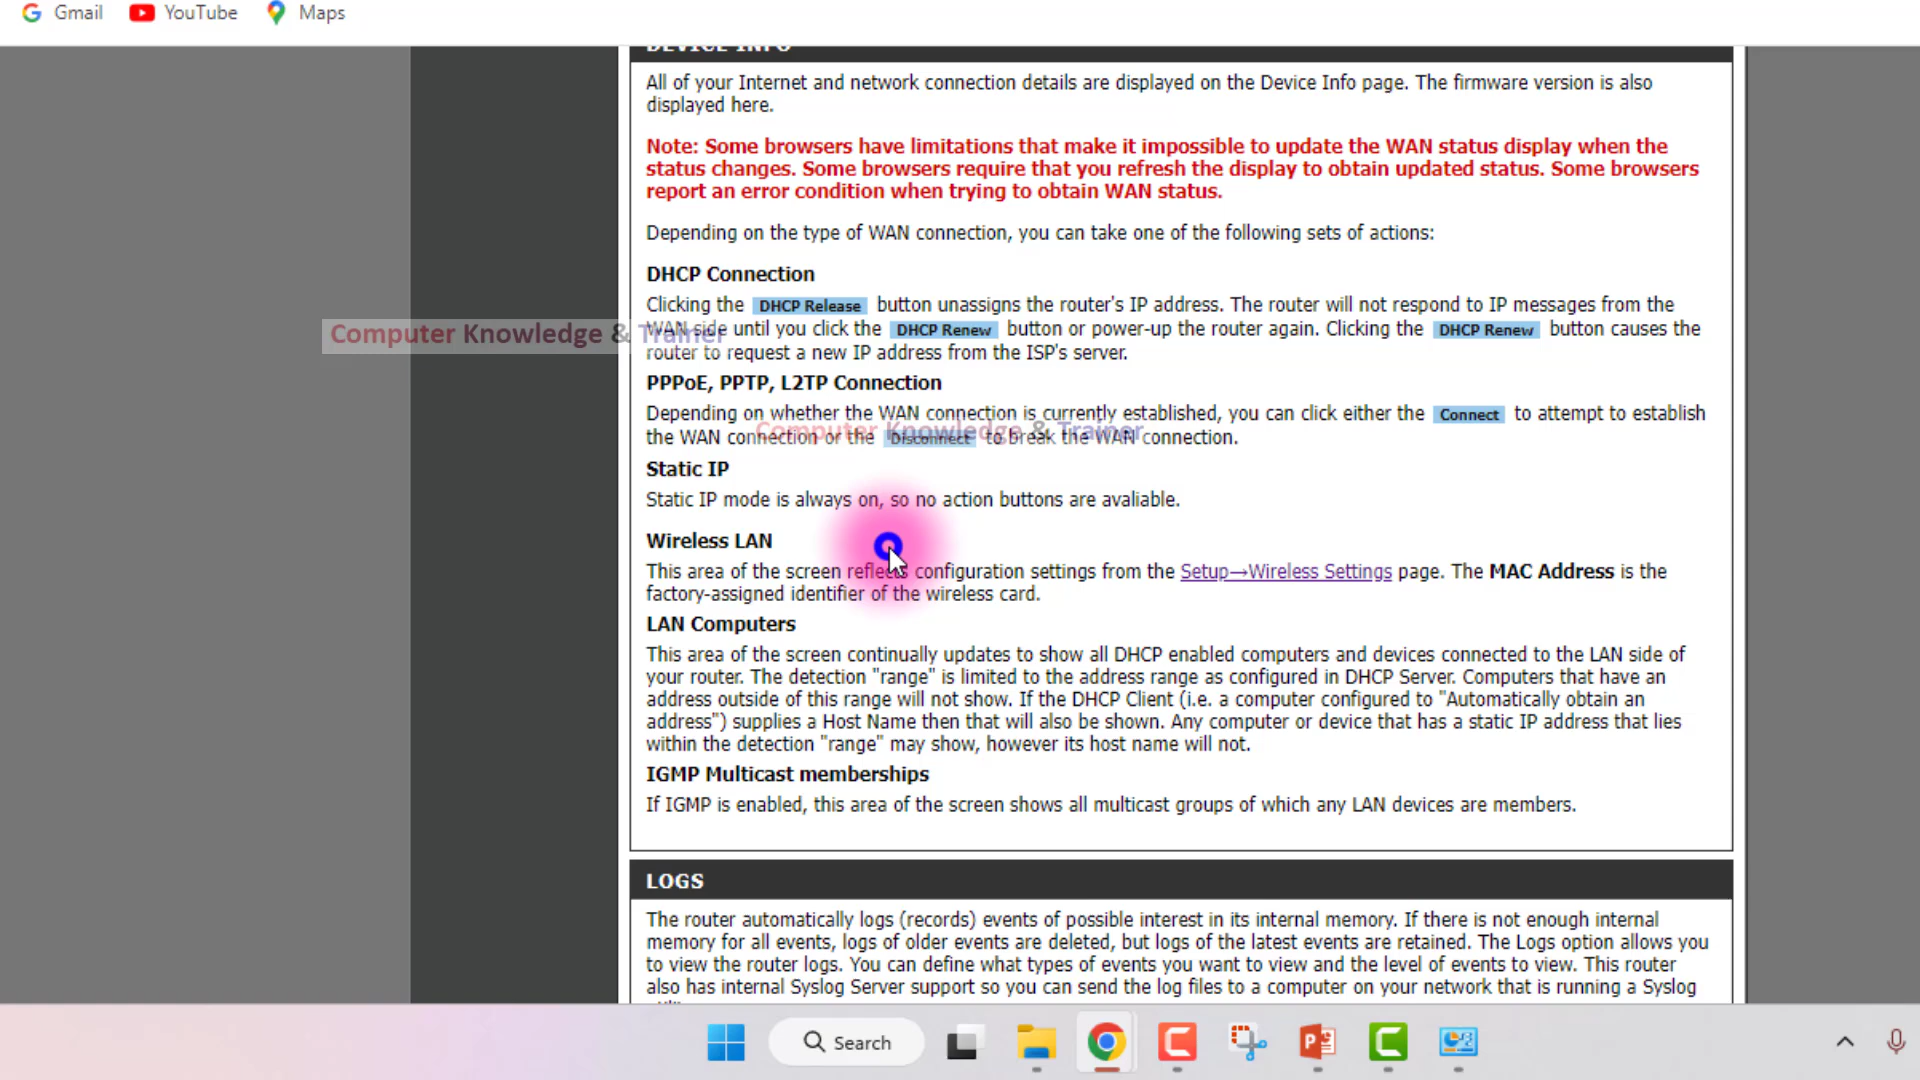 Gmail YouTube Maps
DEVICE INFO
All of your Internet and network connection details are displayed on the Device Info page. The firmware version is also
displayed here.
Note: Some browsers have limitations that make it impossible to update the WAN status display when the
status changes. Some browsers require that you refresh the display to obtain updated status. Some browsers
report an error condition when trying to obtain WAN status.
Depending on the type of WAN connection, you can take one of the following sets of actions:
DHCP Connection
Clicking the DHCP Release button unassigns the router's IP address. The router will not respond to IP messages from the
WAN side until you click the DHCP Renew button or power-up the router again. Clicking the DHCP Renew button causes the
Computer Knowledge & Trainer
router to request a new IP address from the ISP's server.
PPPoE, PPTP, L2TP Connection
Depending on whether the WAN connection is currently established, you can click either the Connect to attempt to establish
Computer Knowledge & Trainer
the WAN connection or the Disconnect to break the WAN connection.
Static IP
Static IP mode is always on, so no action buttons are avaliable.
Wireless LAN
This area of the screen reflects configuration settings from the Setup→Wireless Settings page. The MAC Address is the
factory-assigned identifier of the wireless card.
LAN Computers
This area of the screen continually updates to show all DHCP enabled computers and devices connected to the LAN side of
your router. The detection "range" is limited to the address range as configured in DHCP Server. Computers that have an
address outside of this range will not show. If the DHCP Client (i.e. a computer configured to "Automatically obtain an
address") supplies a Host Name then that will also be shown. Any computer or device that has a static IP address that lies
within the detection "range" may show, however its host name will not.
IGMP Multicast memberships
If IGMP is enabled, this area of the screen shows all multicast groups of which any LAN devices are members.
LOGS
The router automatically logs (records) events of possible interest in its internal memory. If there is not enough internal
memory for all events, logs of older events are deleted, but logs of the latest events are retained. The Logs option allows you
to view the router logs. You can define what types of events you want to view and the level of events to view. This router
also has internal Syslog Server support so you can send the log files to a computer on your network that is running a Syslog
Search